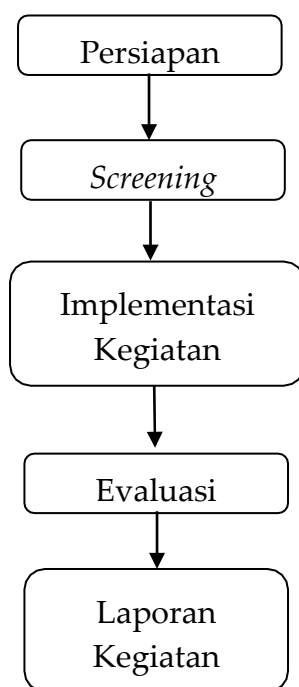 Persiapan
Screening
Implementasi
Kegiatan
Evaluasi
Laporan
Kegiatan